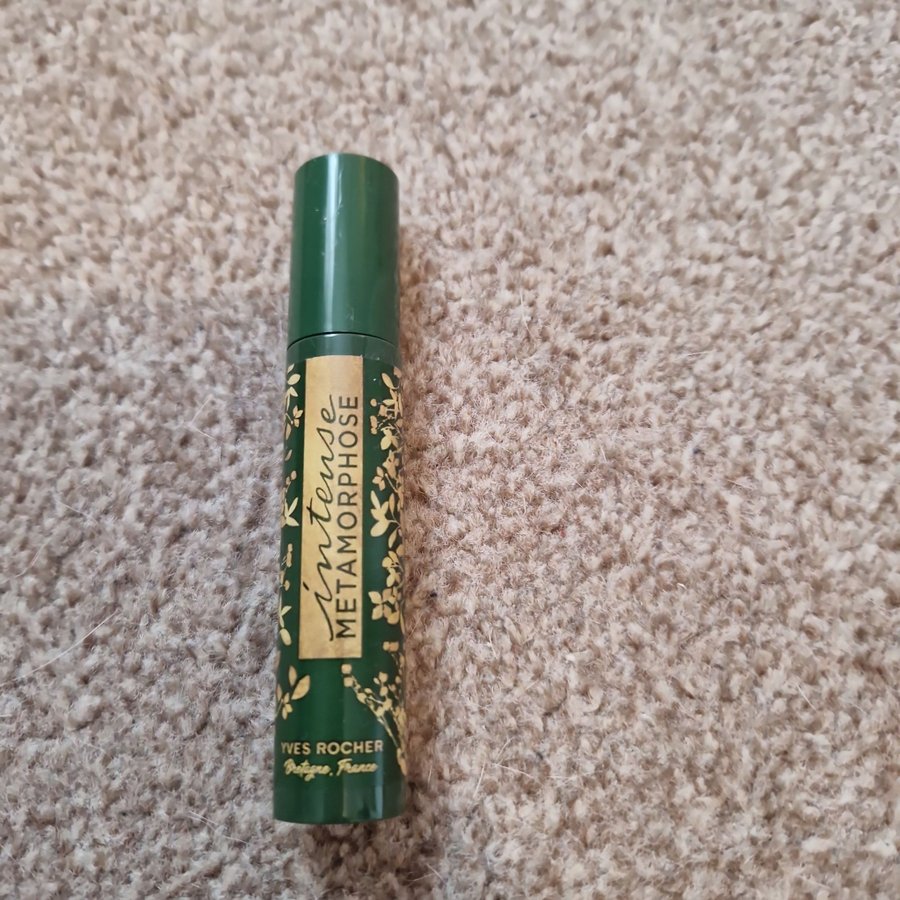 intense
METAMORPHOSE
YVES ROCHER
Bretagne, France